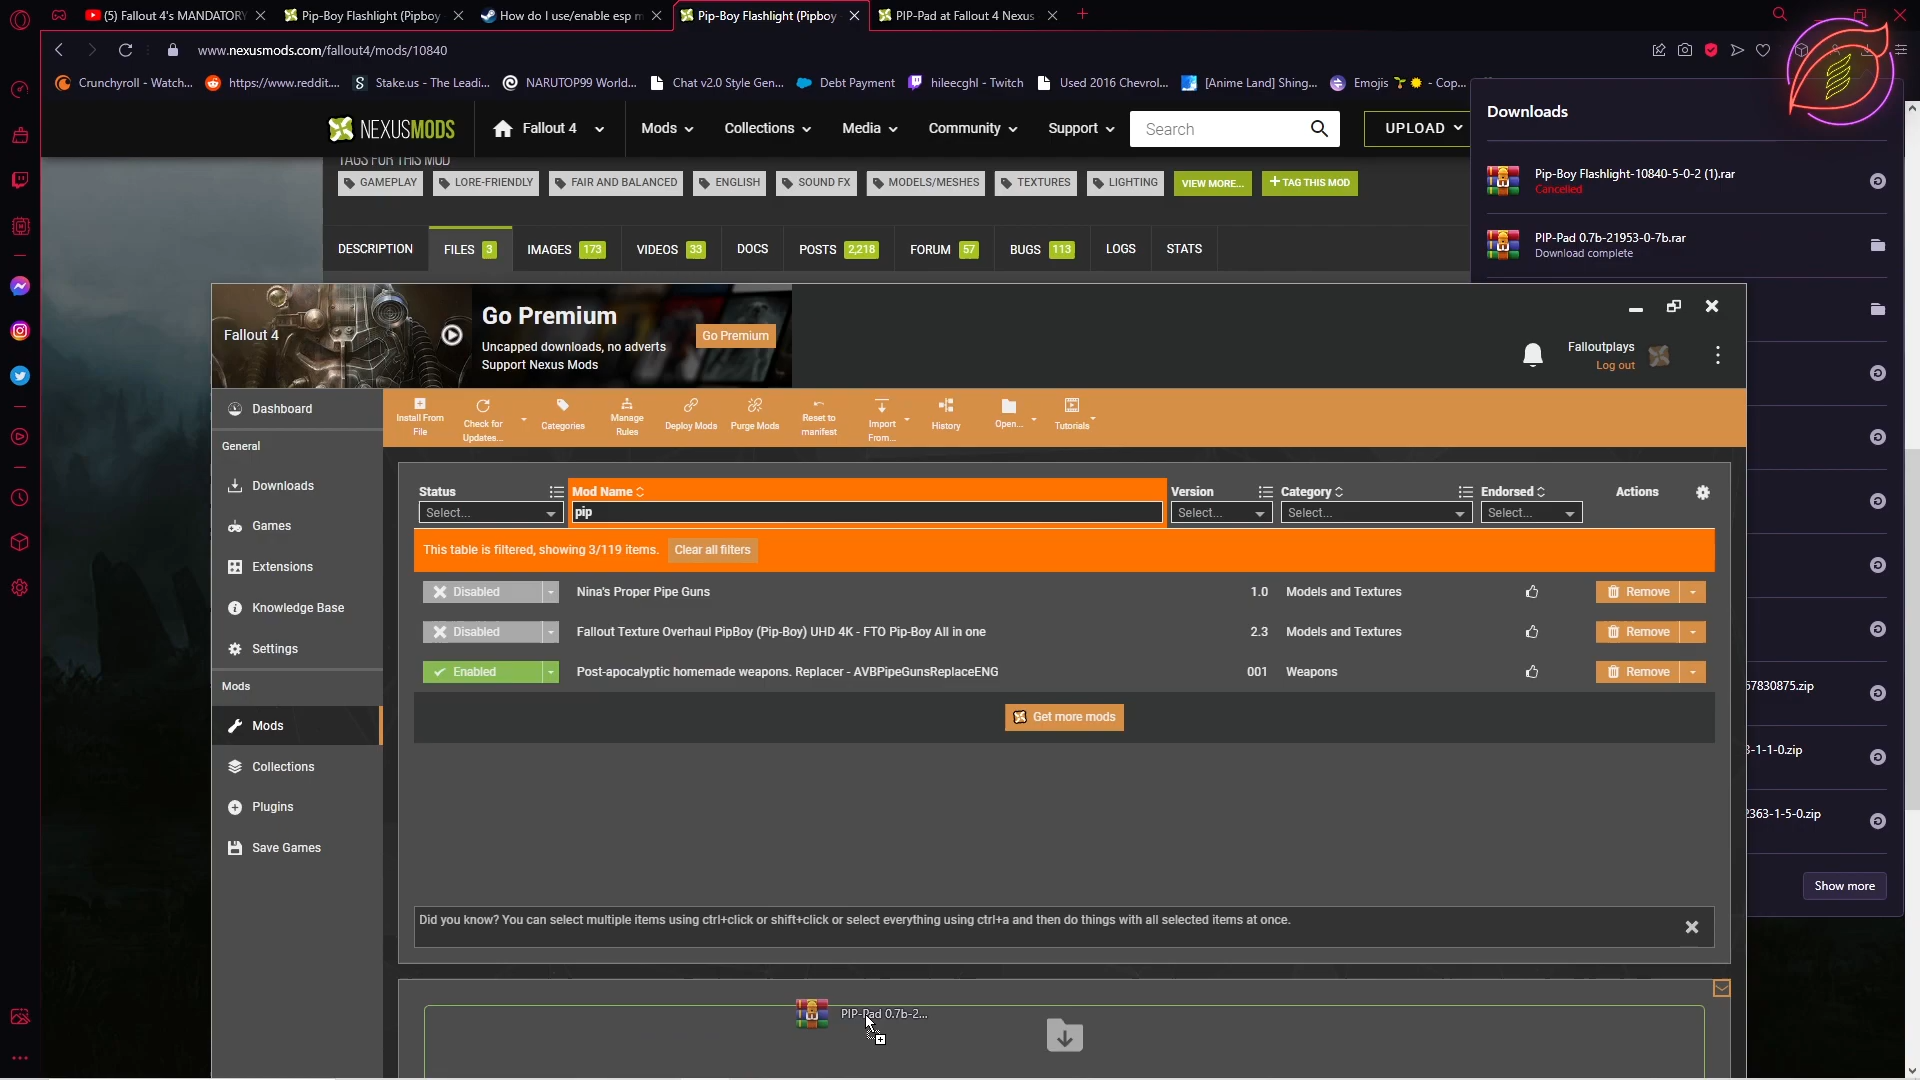 (5) Fallout 4's MANDATORY
Pip-Boy Flashlight (Pipboy
How do I use/enable esp m
Pip-Boy Flashlight (Pipboy
PIP-Pad at Fallout 4 Nexus
www.nexusmods.com/fallout4/mods/10840
Crunchyroll - Watch...
https://www.reddit....
Stake.us - The Leadi...
NARUTOP99 World...
Chat v2.0 Style Gen...
Debt Payment
hileecghl - Twitch
Used 2016 Chevrol...
[Anime Land] Shing...
Emojis
- Cop...
NEXUSMODS
Fallout 4
Mods
Collections
Media
Community
Support
Search
UPLOAD
TAGS FOR THIS MOD
GAMEPLAY
LORE-FRIENDLY
FAIR AND BALANCED
ENGLISH
SOUND FX
MODELS/MESHES
TEXTURES
LIGHTING
VIEW MORE...
+ TAG THIS MOD
DESCRIPTION
FILES 3
IMAGES 173
VIDEOS 33
DOCS
POSTS 2,218
FORUM 57
BUGS 113
LOGS
STATS
Downloads
Pip-Boy Flashlight-10840-5-0-2 (1).rar
Cancelled
PIP-Pad 0.7b-21953-0-7b.rar
Download complete
57830875.zip
3-1-1-0.zip
2363-1-5-0.zip
Show more
Fallout 4
Go Premium
Uncapped downloads, no adverts
Support Nexus Mods
Go Premium
Falloutplays
Log out
Dashboard
General
Downloads
Games
Extensions
Knowledge Base
Settings
Mods
Mods
Collections
Plugins
Save Games
Install From
File
Check for
Updates...
Categories
Manage
Rules
Deploy Mods
Purge Mods
Reset to
manifest
Import
From...
History
Open...
Tutorials
Status
Mod Name
Version
Category
Endorsed
Actions
Select...
pip
Select...
Select...
Select...
This table is filtered, showing 3/119 items.
Clear all filters
Disabled
Nina's Proper Pipe Guns
1.0
Models and Textures
Remove
Disabled
Fallout Texture Overhaul PipBoy (Pip-Boy) UHD 4K - FTO Pip-Boy All in one
2.3
Models and Textures
Remove
Enabled
Post-apocalyptic homemade weapons. Replacer - AVBPipeGunsReplaceENG
001
Weapons
Remove
Get more mods
Did you know? You can select multiple items using ctrl+click or shift+click or select everything using ctrl+a and then do things with all selected items at once.
PIP-Pad 0.7b-2...